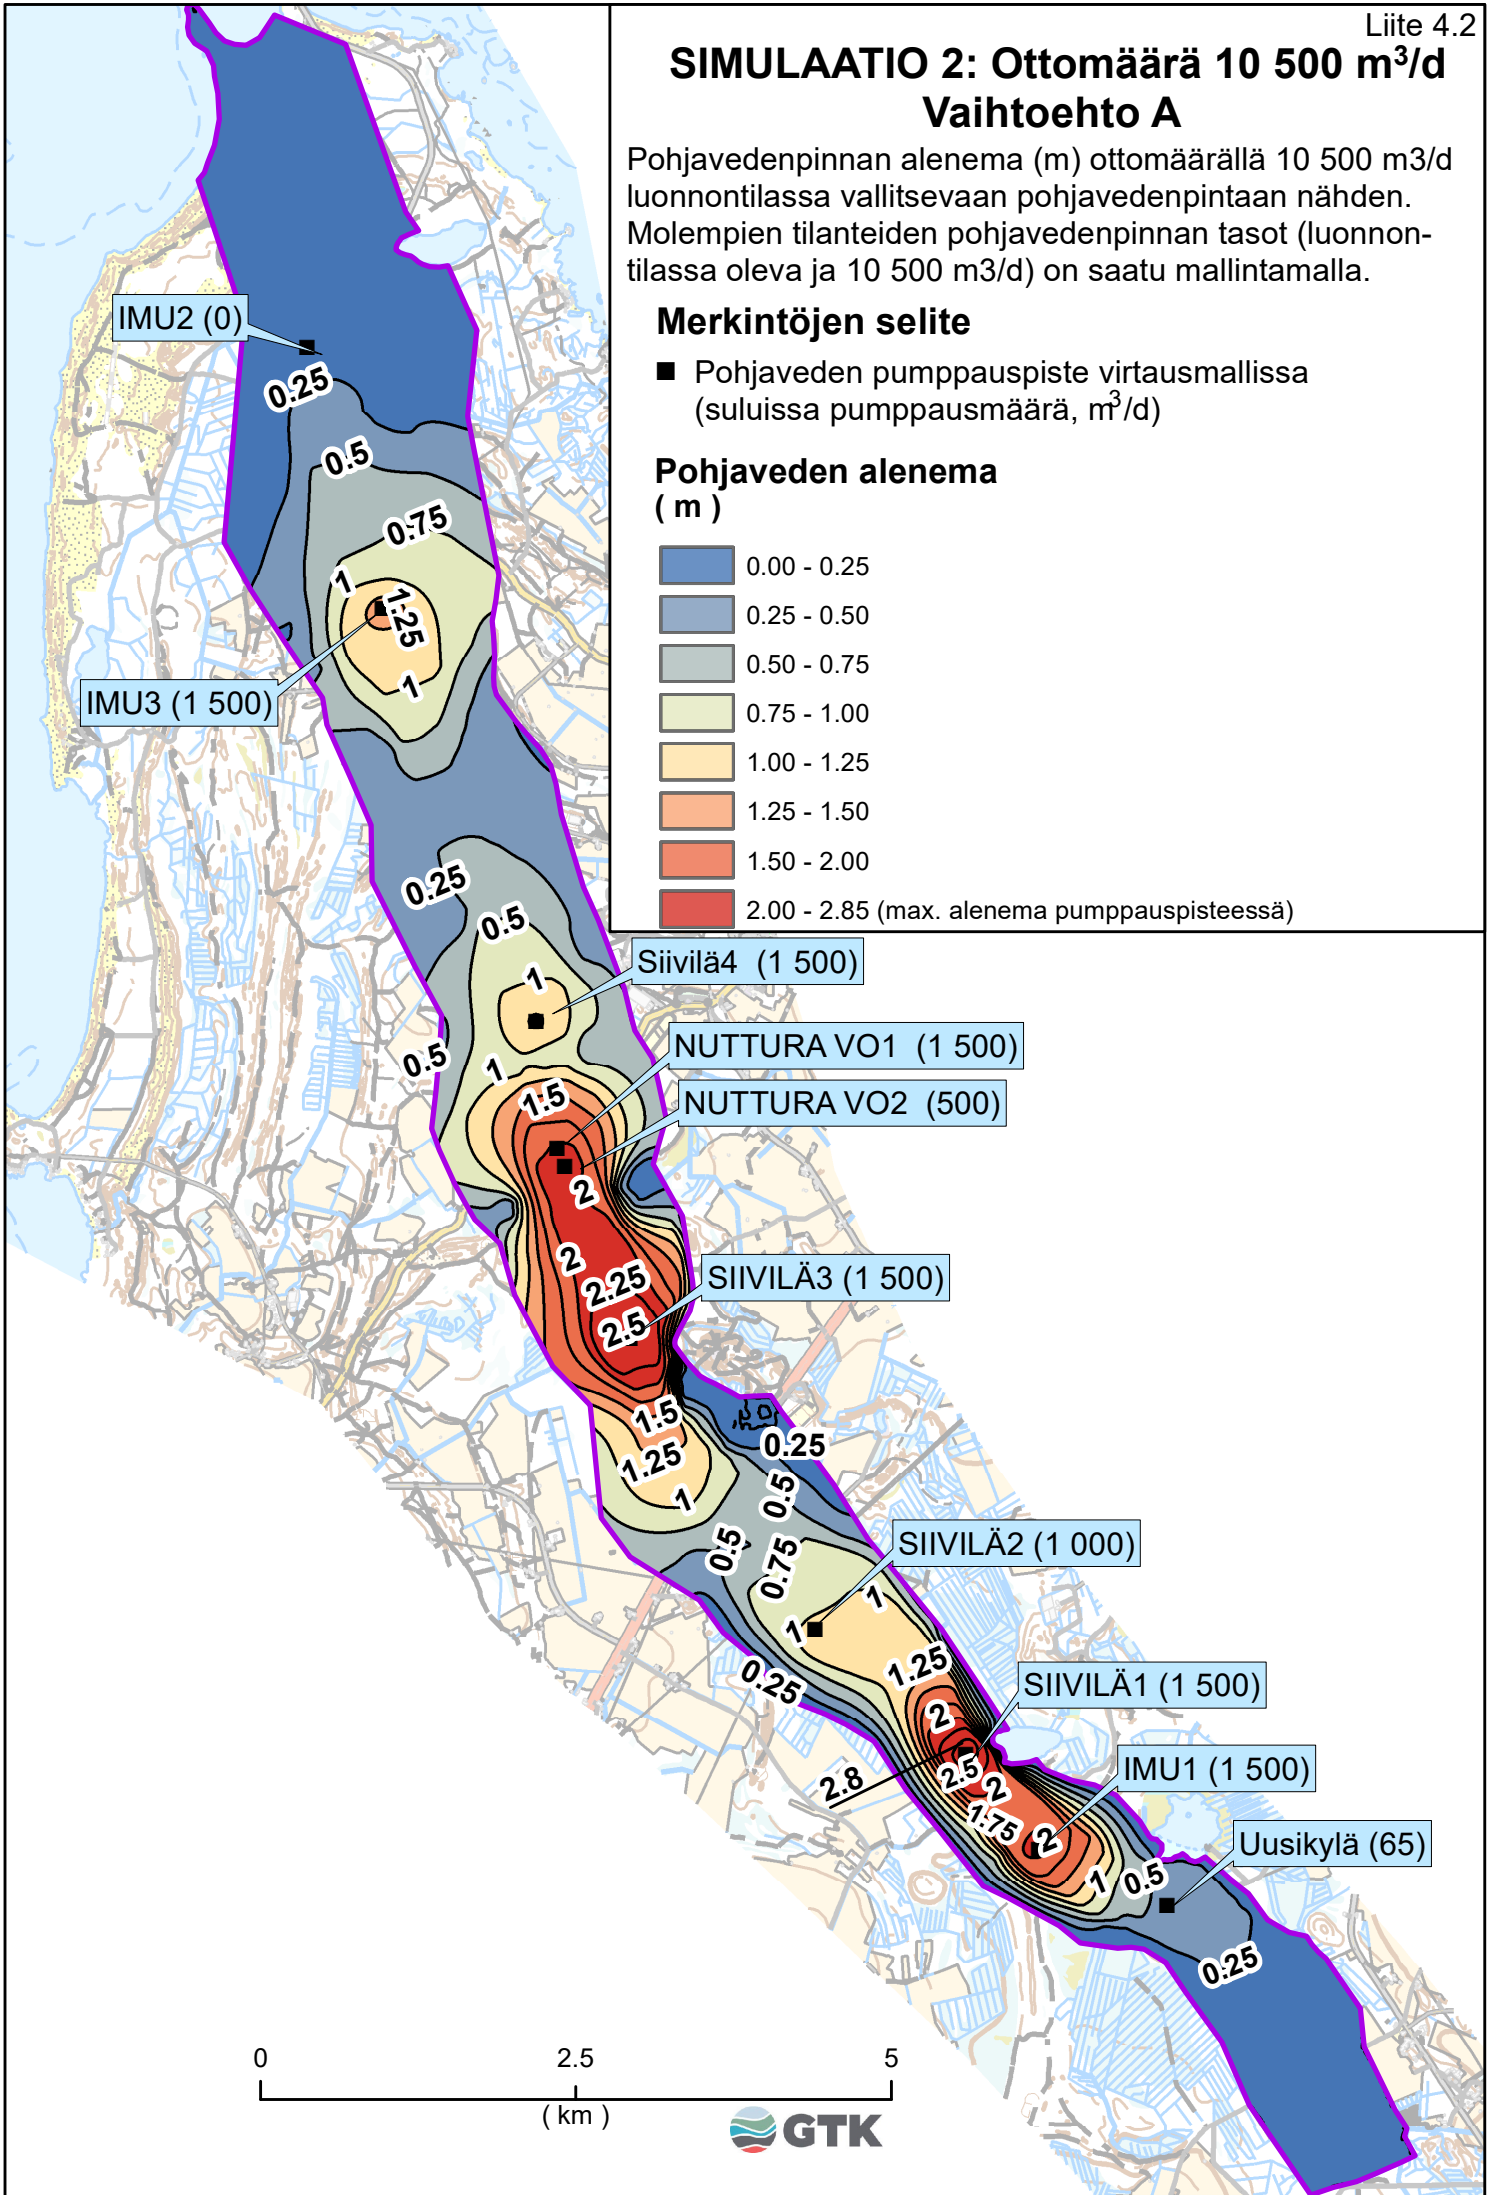 Liite 4.2
SIMULAATIO 2: Ottomäärä 10 500 m³/d
Vaihtoehto A
Pohjavedenpinnan alenema (m) ottomäärällä 10 500 m3/d
luonnontilassa vallitsevaan pohjavedenpintaan nähden.
Molempien tilanteiden pohjavedenpinnan tasot (luonnon-
tilassa oleva ja 10 500 m3/d) on saatu mallintamalla.
Merkintöjen selite
Pohjaveden pumppauspiste virtausmallissa
(suluissa pumppausmäärä, m³/d)
Pohjaveden alenema
( m )
0.00 - 0.25
0.25 - 0.50
0.50 - 0.75
0.75 - 1.00
1.00 - 1.25
1.25 - 1.50
1.50 - 2.00
2.00 - 2.85 (max. alenema pumppauspisteessä)
IMU2 (0)
0.25
0.5
0.75
1
1.25
1
IMU3 (1 500)
0.25
0.5
Siivilä4 (1 500)
1
0.5
1
NUTTURA VO1 (1 500)
1.5
NUTTURA VO2 (500)
2
2
2.25
SIIVILÄ3 (1 500)
2.5
1.5
0.25
1.25
1
0.5
0.5
0.75
SIIVILÄ2 (1 000)
1
1
1.25
0.25
SIIVILÄ1 (1 500)
2
2.5
2.8
2
IMU1 (1 500)
1.75
2
Uusikylä (65)
1
0.5
0.25
0
2.5
5
( km )
GTK